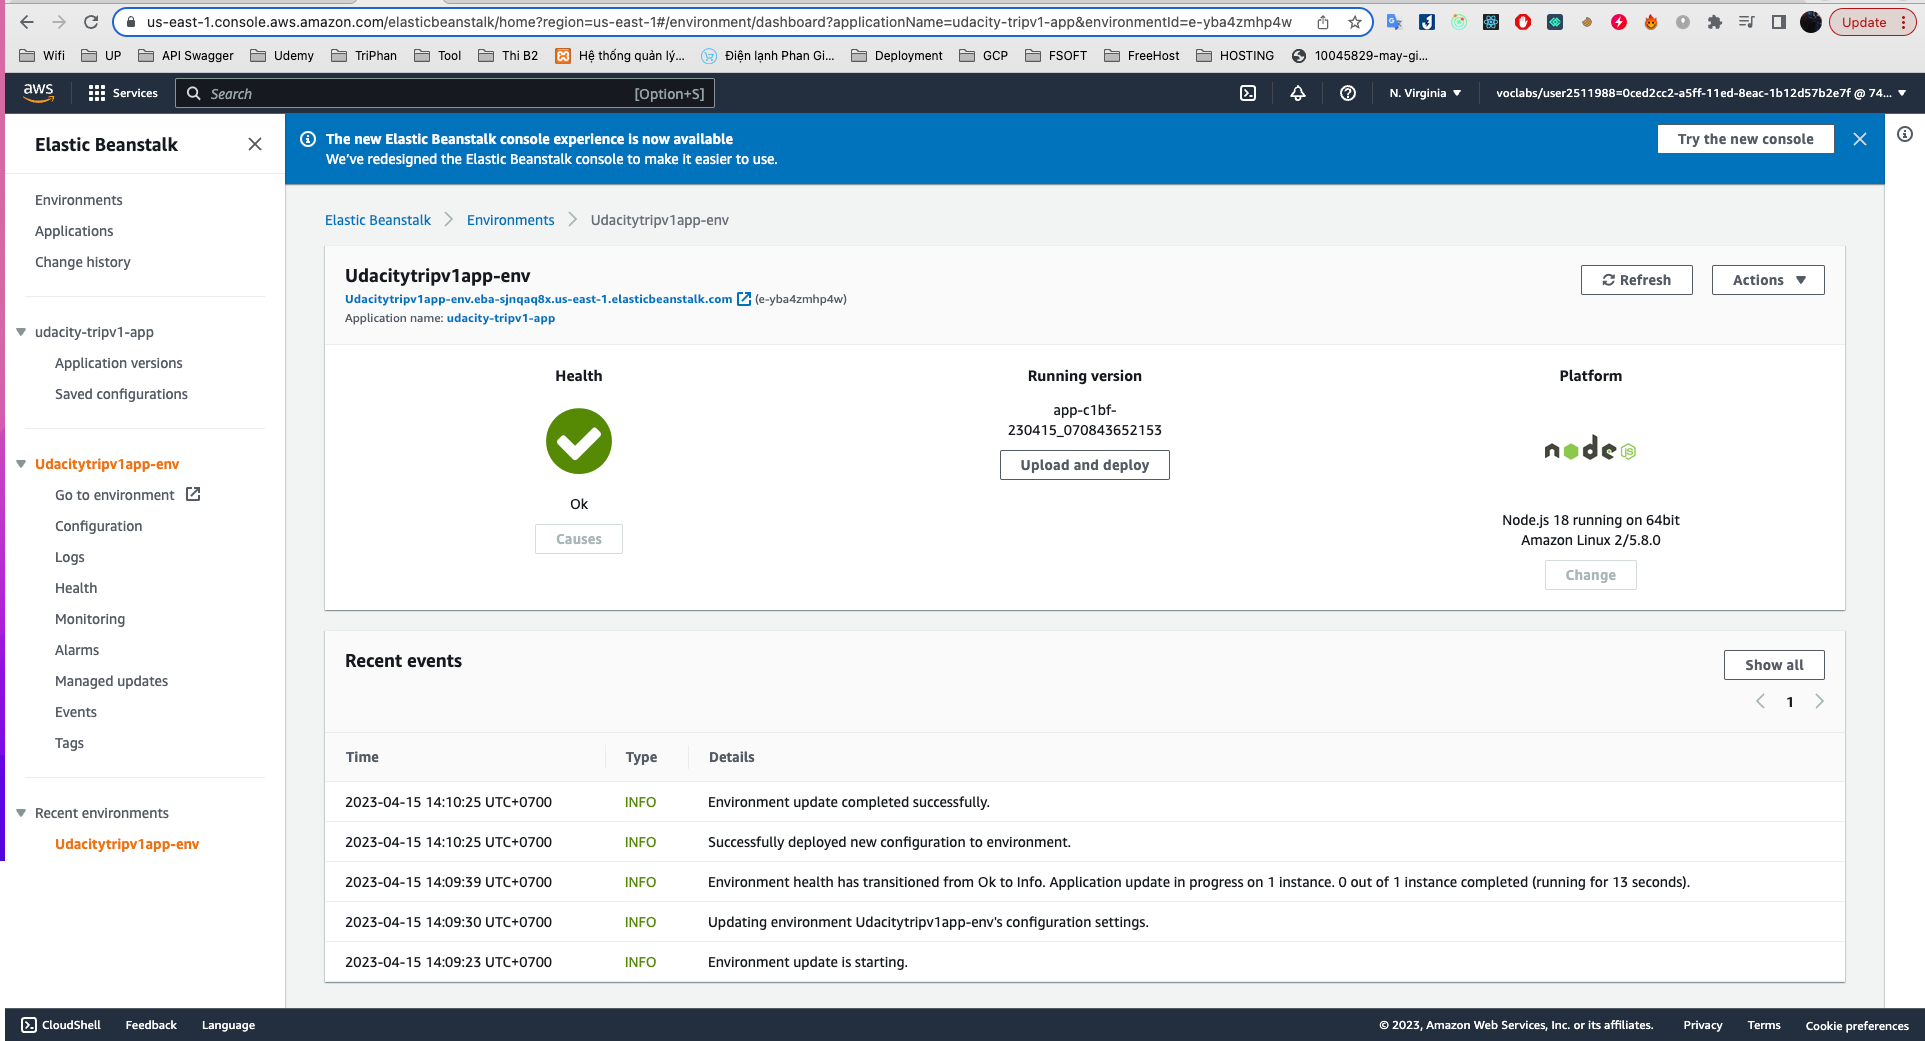 us-east-1.console.aws.amazon.com/elasticbeanstalk/home?region=us-east-1#/environment/dashboard?applicationName=udacity-tripv1-app&environmentId=e-yba4zmhp4w
Update
Wifi UP API Swagger Udemy TriPhan Tool Thi B2 Hệ thống quản lý... Điện lạnh Phan Gi... Deployment GCP FSOFT FreeHost HOSTING 10045829-may-gi...
aws Services Search [Option+S] N. Virginia voclabs/user2511988=0ced2cc2-a5ff-11ed-8eac-1b12d57b2e7f @ 74...
Elastic Beanstalk
Environments
Applications
Change history
udacity-tripv1-app
Application versions
Saved configurations
Udacitytripv1app-env
Go to environment
Configuration
Logs
Health
Monitoring
Alarms
Managed updates
Events
Tags
Recent environments
Udacitytripv1app-env
The new Elastic Beanstalk console experience is now available
We've redesigned the Elastic Beanstalk console to make it easier to use.
Try the new console
Elastic Beanstalk Environments Udacitytripv1app-env
Udacitytripv1app-env
Udacitytripv1app-env.eba-sjnqaq8x.us-east-1.elasticbeanstalk.com (e-yba4zmhp4w)
Application name: udacity-tripv1-app
Refresh
Actions
Health
Ok
Causes
Running version
app-c1bf-
230415_070843652153
Upload and deploy
Platform
node JS
Node.js 18 running on 64bit
Amazon Linux 2/5.8.0
Change
Recent events
Show all
1
Time Type Details
2023-04-15 14:10:25 UTC+0700 INFO Environment update completed successfully.
2023-04-15 14:10:25 UTC+0700 INFO Successfully deployed new configuration to environment.
2023-04-15 14:09:39 UTC+0700 INFO Environment health has transitioned from Ok to Info. Application update in progress on 1 instance. 0 out of 1 instance completed (running for 13 seconds).
2023-04-15 14:09:30 UTC+0700 INFO Updating environment Udacitytripv1app-env's configuration settings.
2023-04-15 14:09:23 UTC+0700 INFO Environment update is starting.
CloudShell Feedback Language © 2023, Amazon Web Services, Inc. or its affiliates. Privacy Terms Cookie preferences